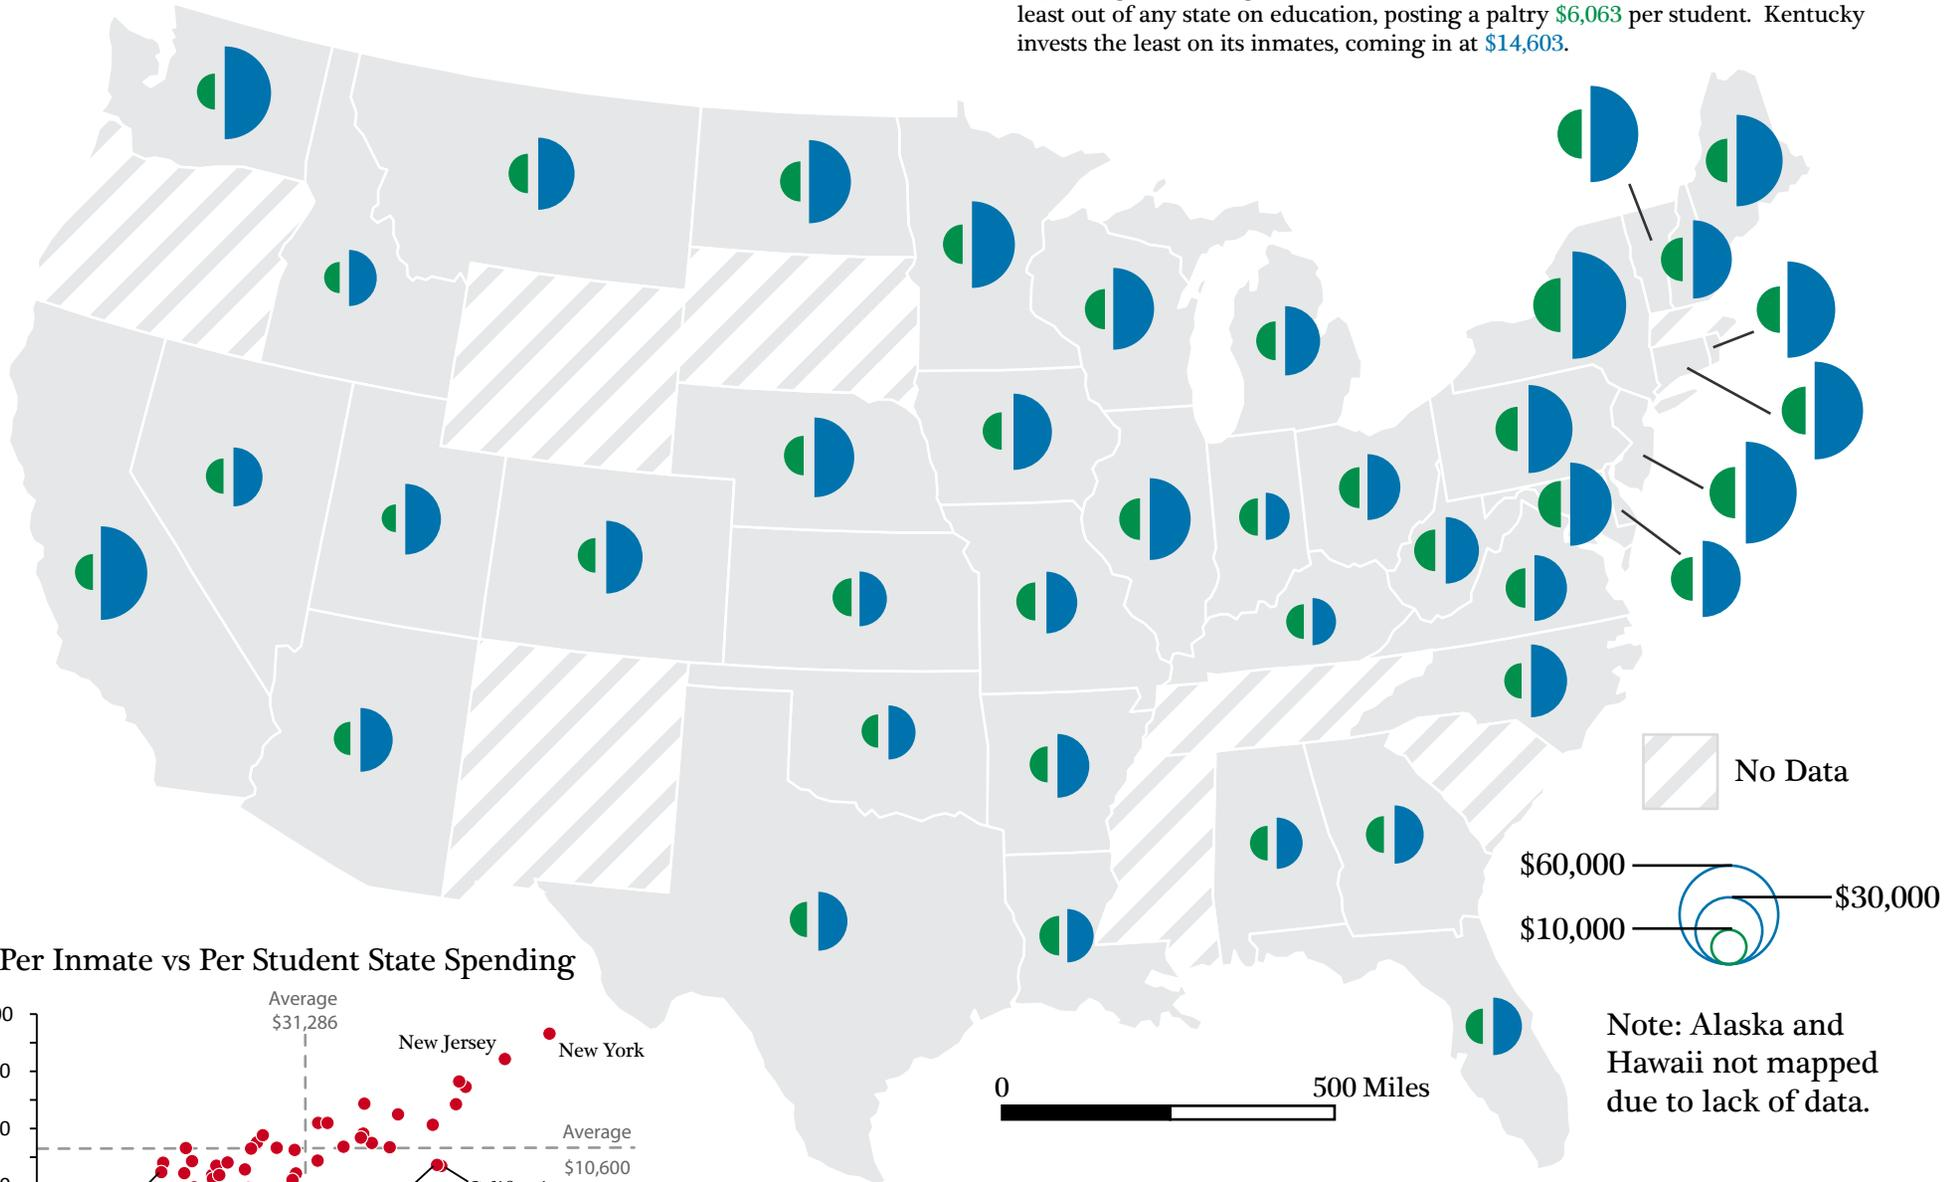 least out of any state on education, posting a paltry $6,063 per student. Kentucky
invests the least on its inmates, coming in at $14,603.
No Data
$60,000
$30,000
$10,000
Per Inmate vs Per Student State Spending
Average
$31,286
New Jersey
New York
Average
$10,600
0
500 Miles
Note: Alaska and
Hawaii not mapped
due to lack of data.